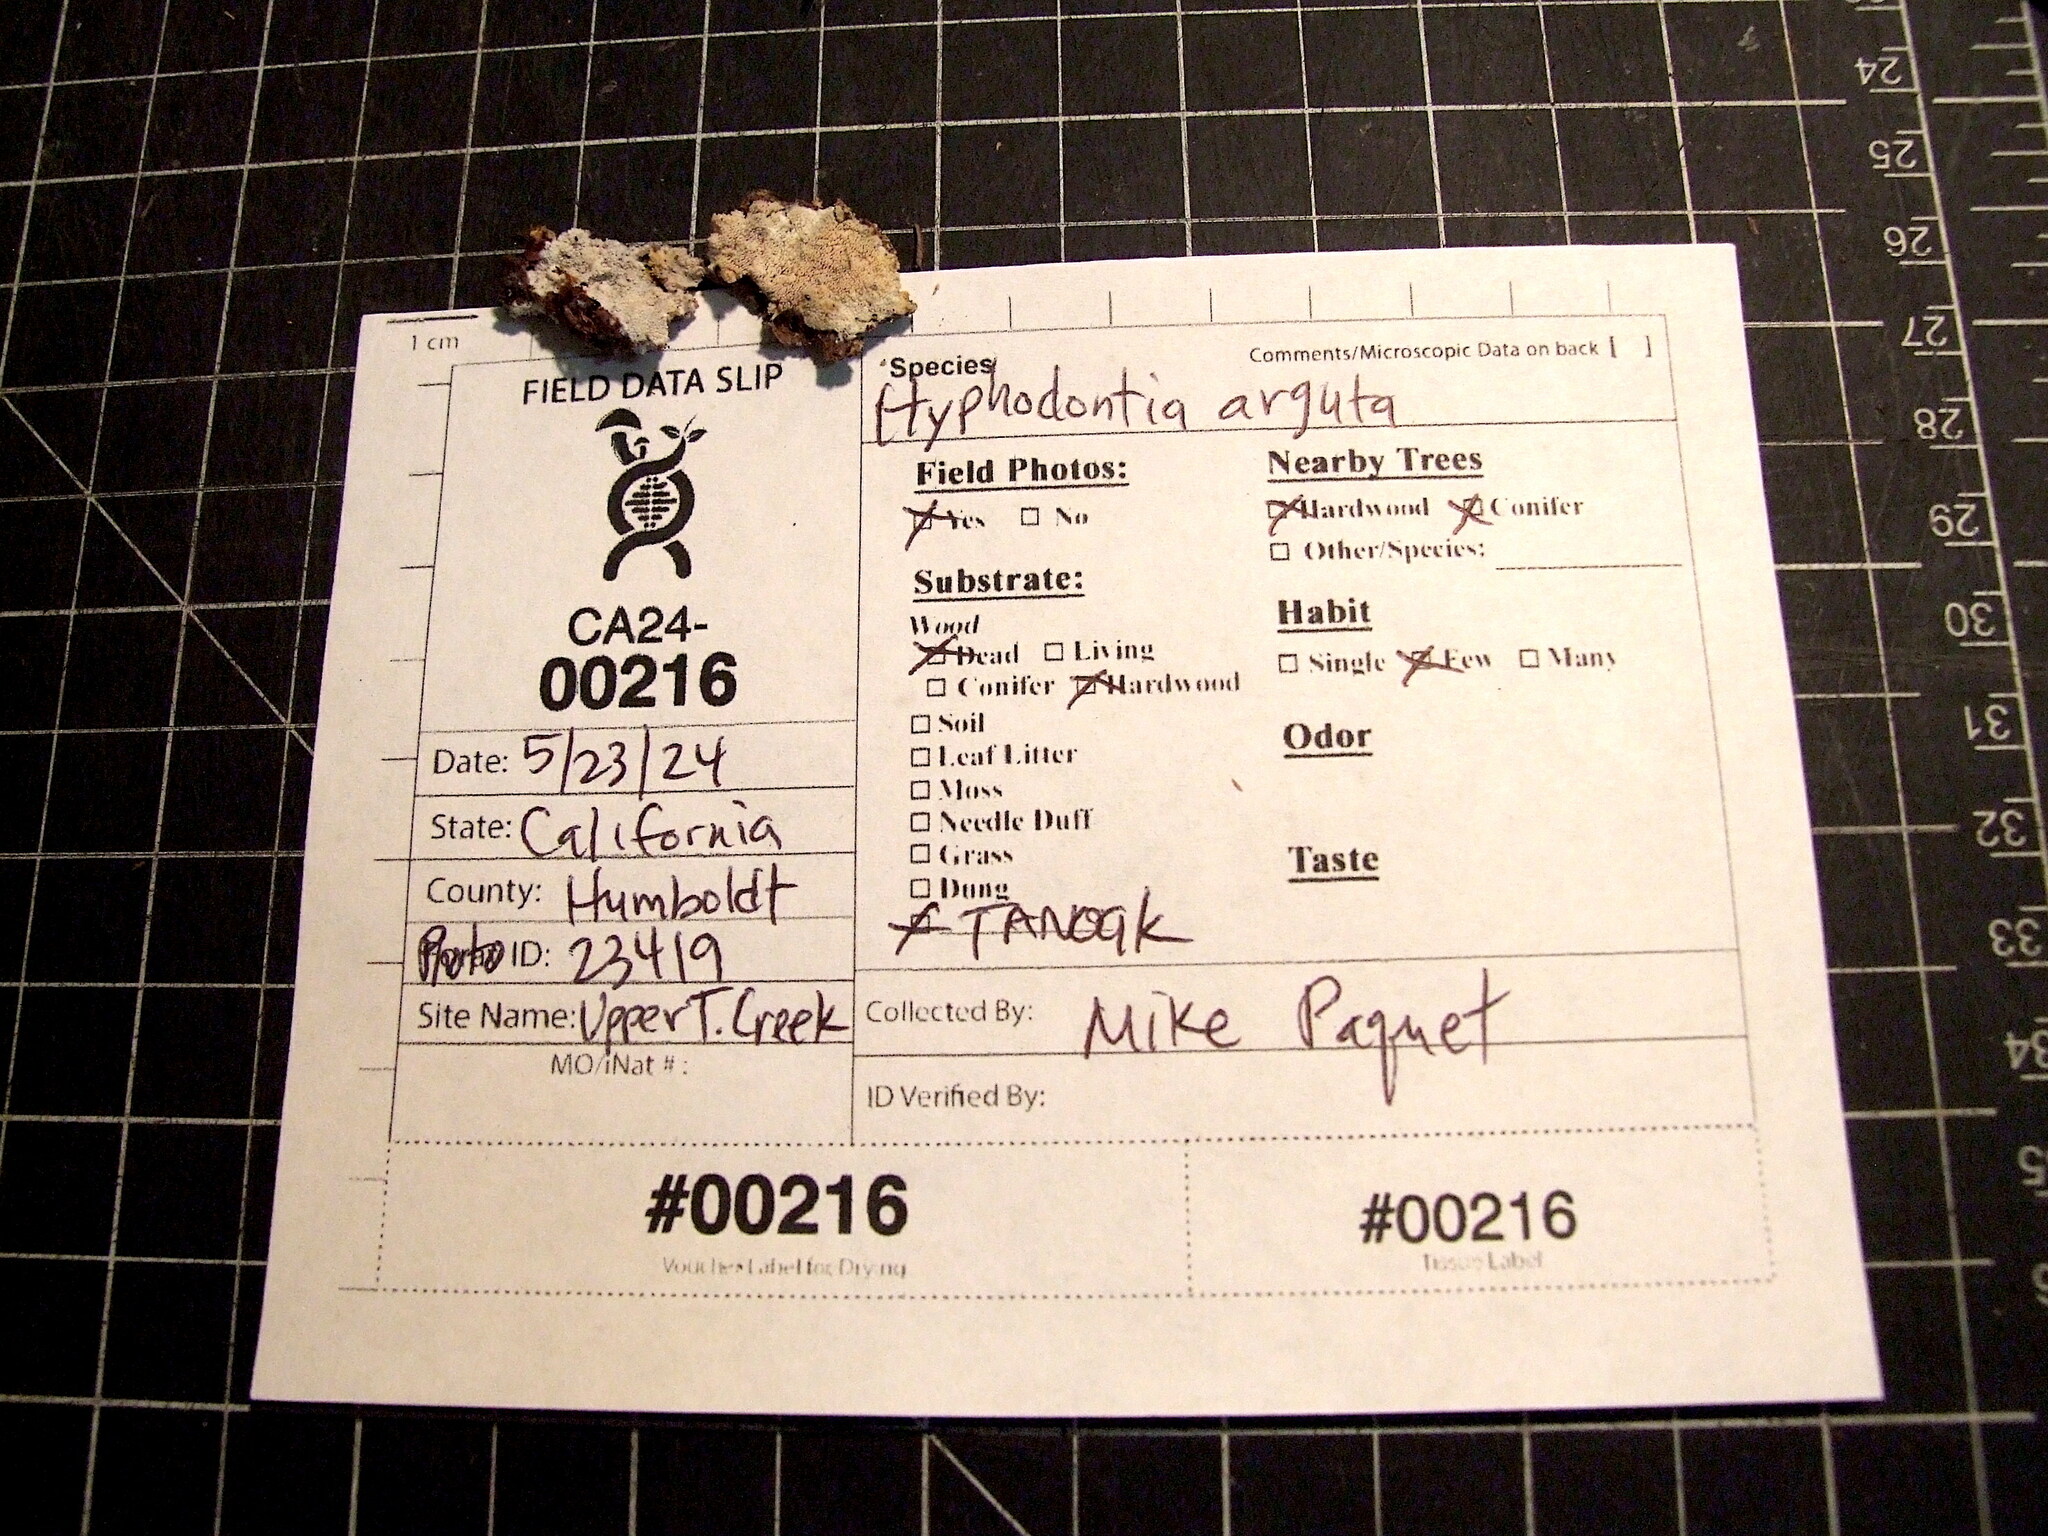 1 cm
FIELD DATA SLIP
CA24-
00216
Date: 5/23/24
State: California
County: Humboldt
Photo ID: 23419
Site Name: Upper T. Creek
MO/iNat # :
*Species
Comments/Microscopic Data on back [ ]
Hyphodontia arguta
Field Photos:
Yes No
Substrate:
Wood
Dead Living
Conifer Hardwood
Soil
Leaf Litter
Moss
Needle Duff
Grass
Dung
TANOAK
Nearby Trees
Hardwood Conifer
Other/Species:
Habit
Single Few Many
Odor
Taste
Collected By: Mike Paquet
ID Verified By:
#00216
Voucher Label for Drying
#00216
Tissue Label
24
25
26
27
28
29
30
31
32
33
34
35